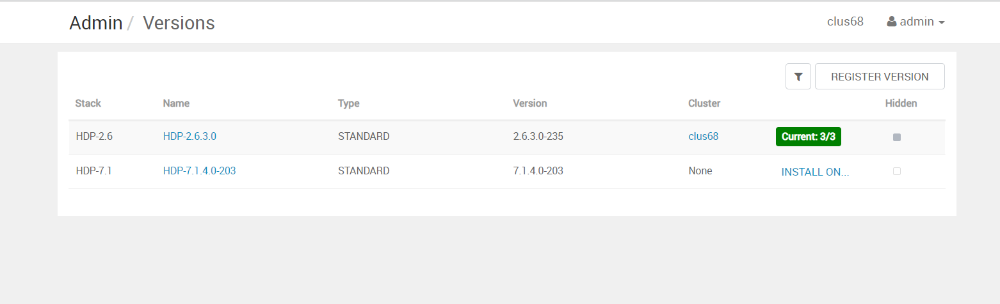 Admin / Versions
clus68 admin
REGISTER VERSION
Stack Name Type Version Cluster Hidden
HDP-2.6 HDP-2.6.3.0 STANDARD 2.6.3.0-235 clus68 Current: 3/3
HDP-7.1 HDP-7.1.4.0-203 STANDARD 7.1.4.0-203 None INSTALL ON...